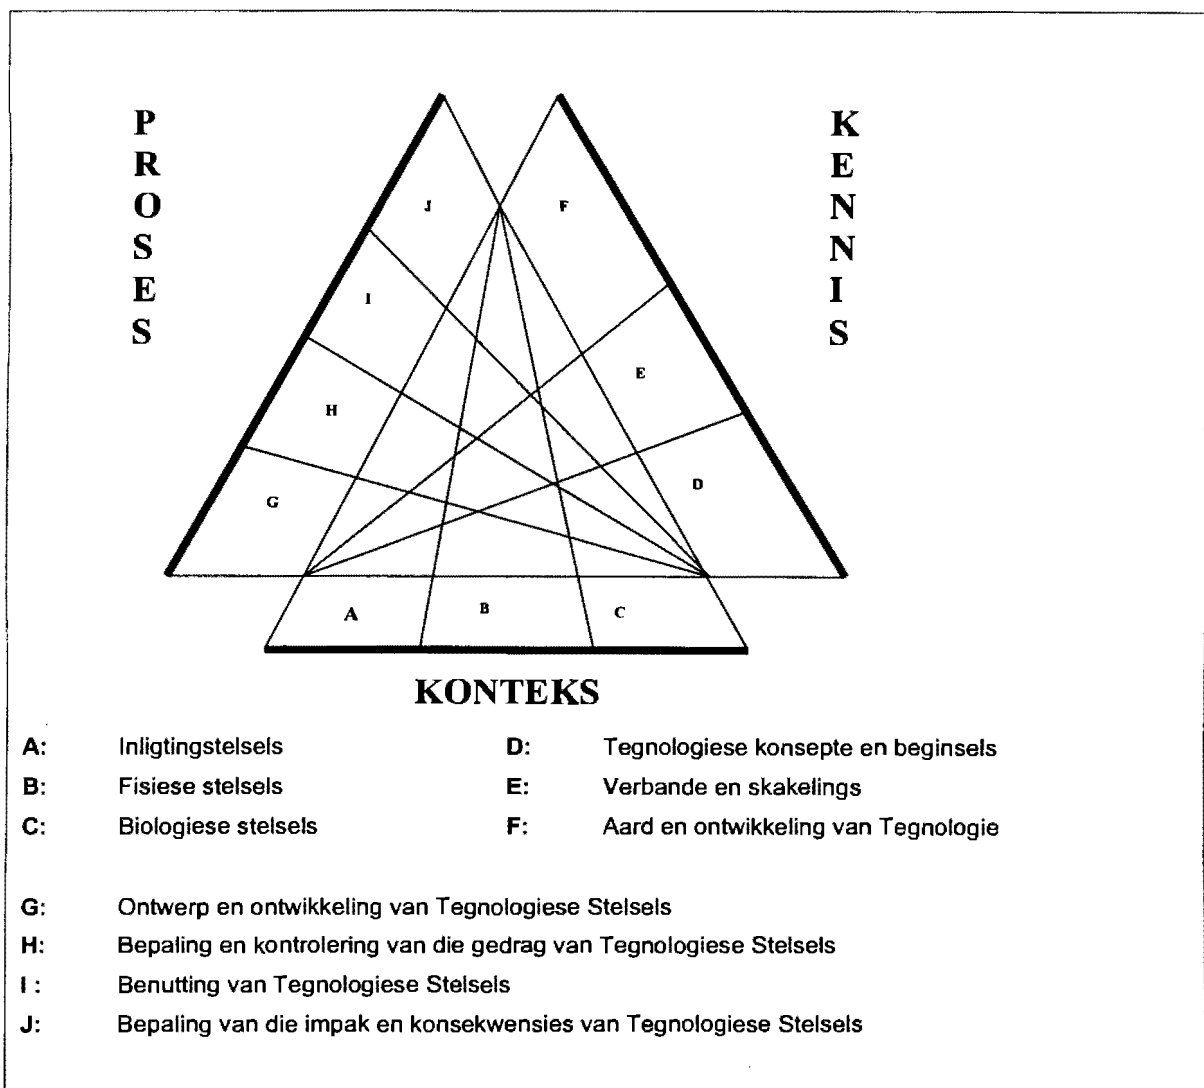 PROSES
KENNIS
J
F
I
E
H
D
G
A
B
C
KONTEKS
A: Inligtingstelsels D: Tegnologiese konsepte en beginsels
B: Fisiese stelsels E: Verbande en skakelings
C: Biologiese stelsels F: Aard en ontwikkeling van Tegnologie
G: Ontwerp en ontwikkeling van Tegnologiese Stelsels
H: Bepaling en kontrolering van die gedrag van Tegnologiese Stelsels
I : Benutting van Tegnologiese Stelsels
J: Bepaling van die impak en konsekwensies van Tegnologiese Stelsels